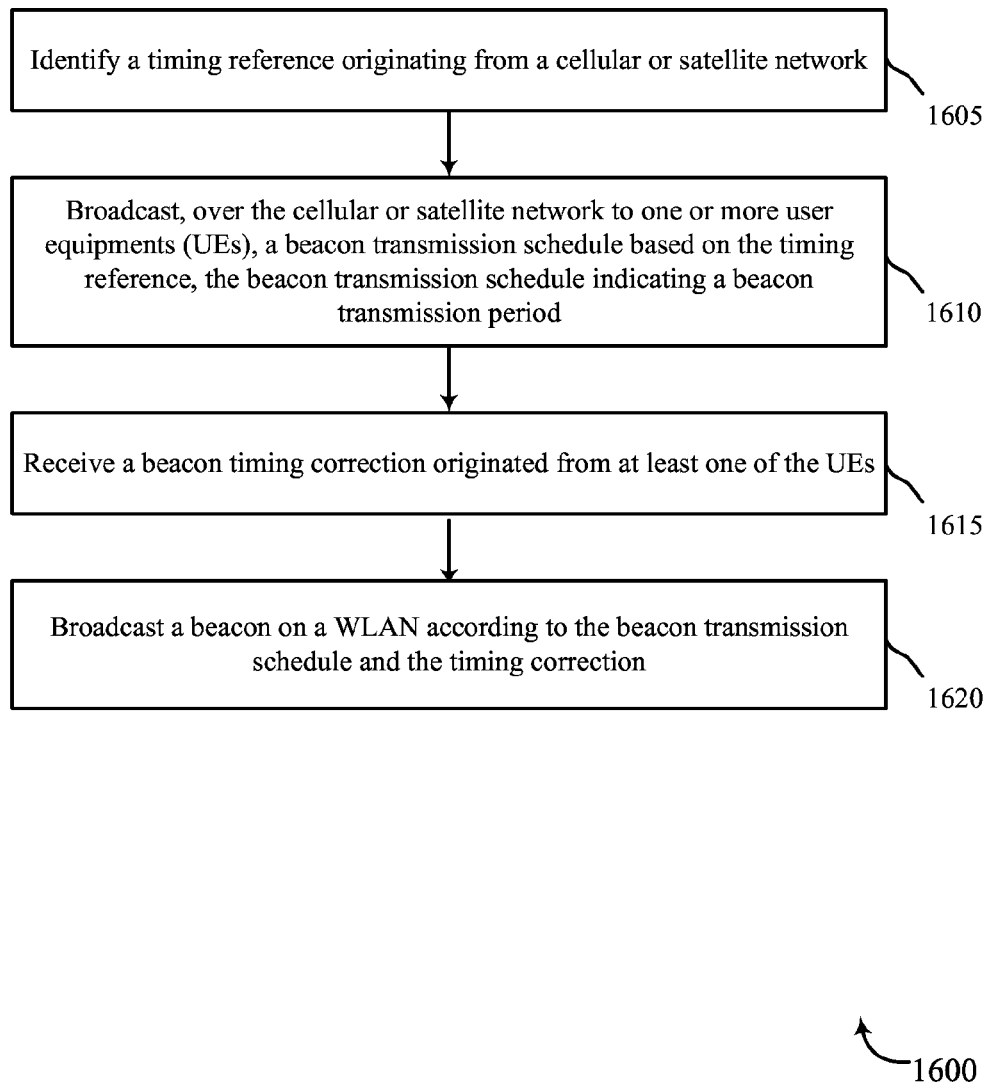 Identify a timing reference originating from a cellular or satellite network
1605
Broadcast, over the cellular or satellite network to one or more user
equipments (UEs), a beacon transmission schedule based on the timing
reference, the beacon transmission schedule indicating a beacon
transmission period
1610
Receive a beacon timing correction originated from at least one of the UEs
1615
Broadcast a beacon on a WLAN according to the beacon transmission
schedule and the timing correction
1620
1600